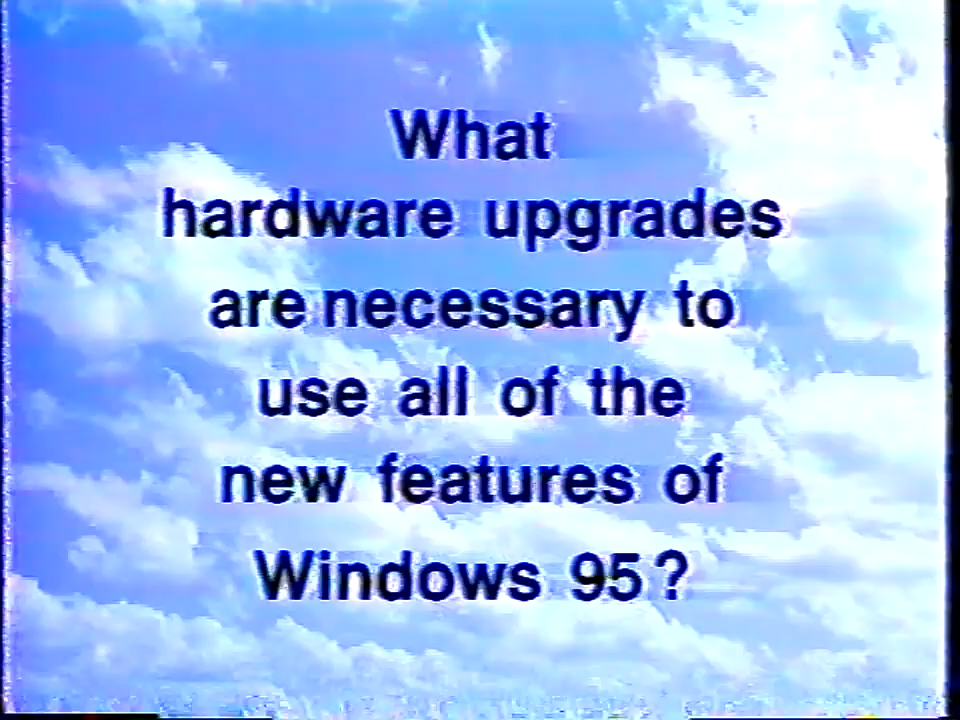 What
hardware upgrades
are necessary to
use all of the
new features of
Windows 95?